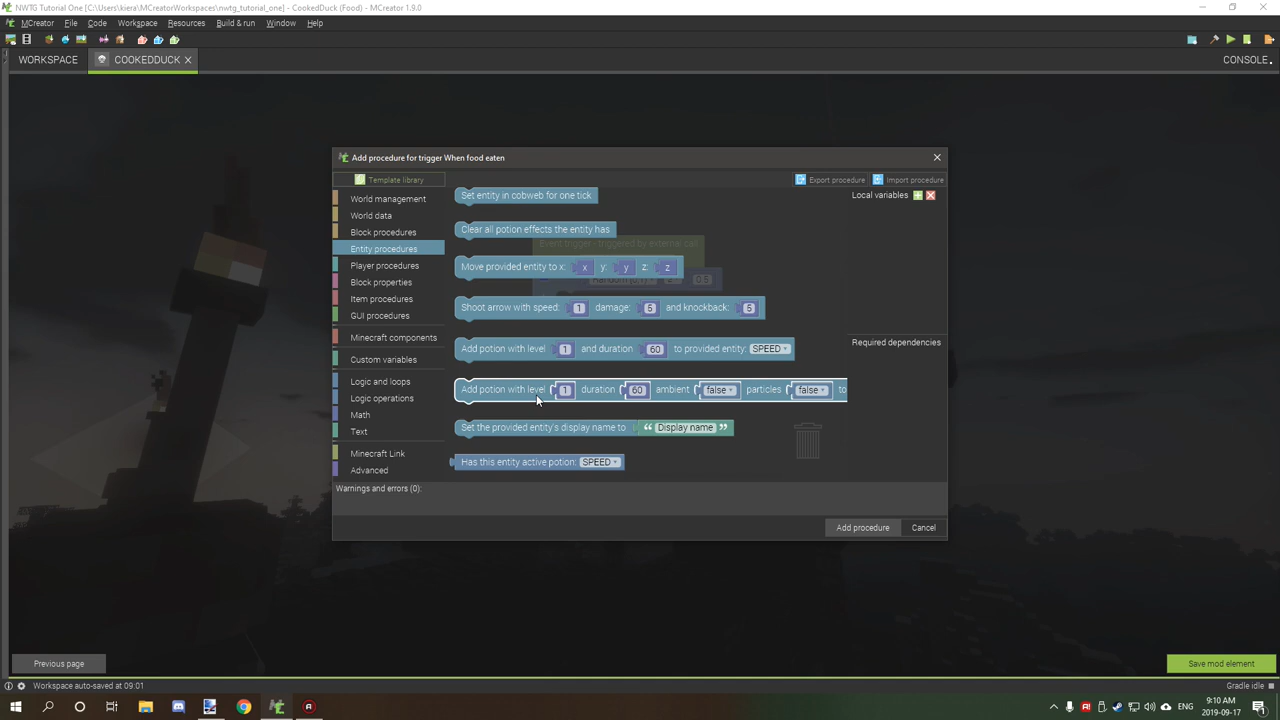 NWTG Tutorial One [C:\Users\kiera\MCreatorWorkspaces\nwtg_tutorial_one] - CookedDuck (Food) - MCreator 1.9.0
MCreator File Code Workspace Resources Build & run Window Help
WORKSPACE COOKEDDUCK CONSOLE
Add procedure for trigger When food eaten
Template library Export procedure Import procedure
World management
World data
Block procedures
Entity procedures
Player procedures
Block properties
Item procedures
GUI procedures
Minecraft components
Custom variables
Logic and loops
Logic operations
Math
Text
Minecraft Link
Advanced
Set entity in cobweb for one tick
Clear all potion effects the entity has
Event trigger - triggered by external call
Move provided entity to x: x y: y z: z
Shoot arrow with speed: 1 damage: 5 and knockback: 5
Add potion with level 1 and duration 60 to provided entity: SPEED
Add potion with level 1 duration 60 ambient false particles false to
Set the provided entity's display name to “ Display name ”
Has this entity active potion: SPEED
Local variables
Required dependencies
Warnings and errors (0):
Add procedure Cancel
Previous page Save mod element
Workspace auto-saved at 09:01 Gradle idle
ENG 9:10 AM
2019-09-17